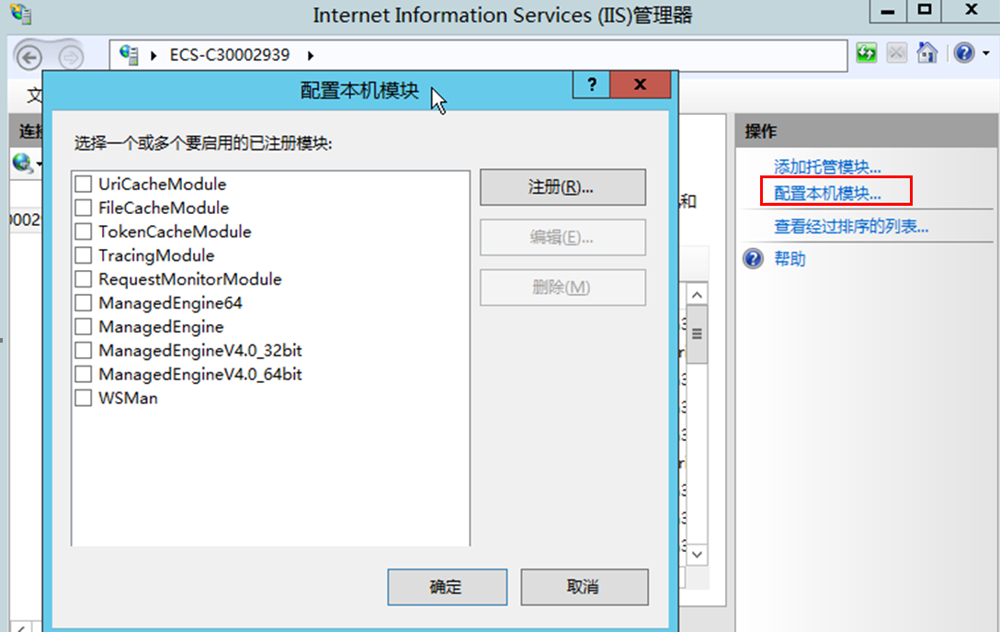 Internet Information Services (IIS)管理器
ECS-C30002939
配置本机模块
选择一个或多个要启用的已注册模块:
UriCacheModule
FileCacheModule
TokenCacheModule
TracingModule
RequestMonitorModule
ManagedEngine64
ManagedEngine
ManagedEngineV4.0_32bit
ManagedEngineV4.0_64bit
WSMan
注册(R)...
编辑(E)...
删除(M)
确定
取消
操作
添加托管模块...
配置本机模块...
查看经过排序的列表...
帮助